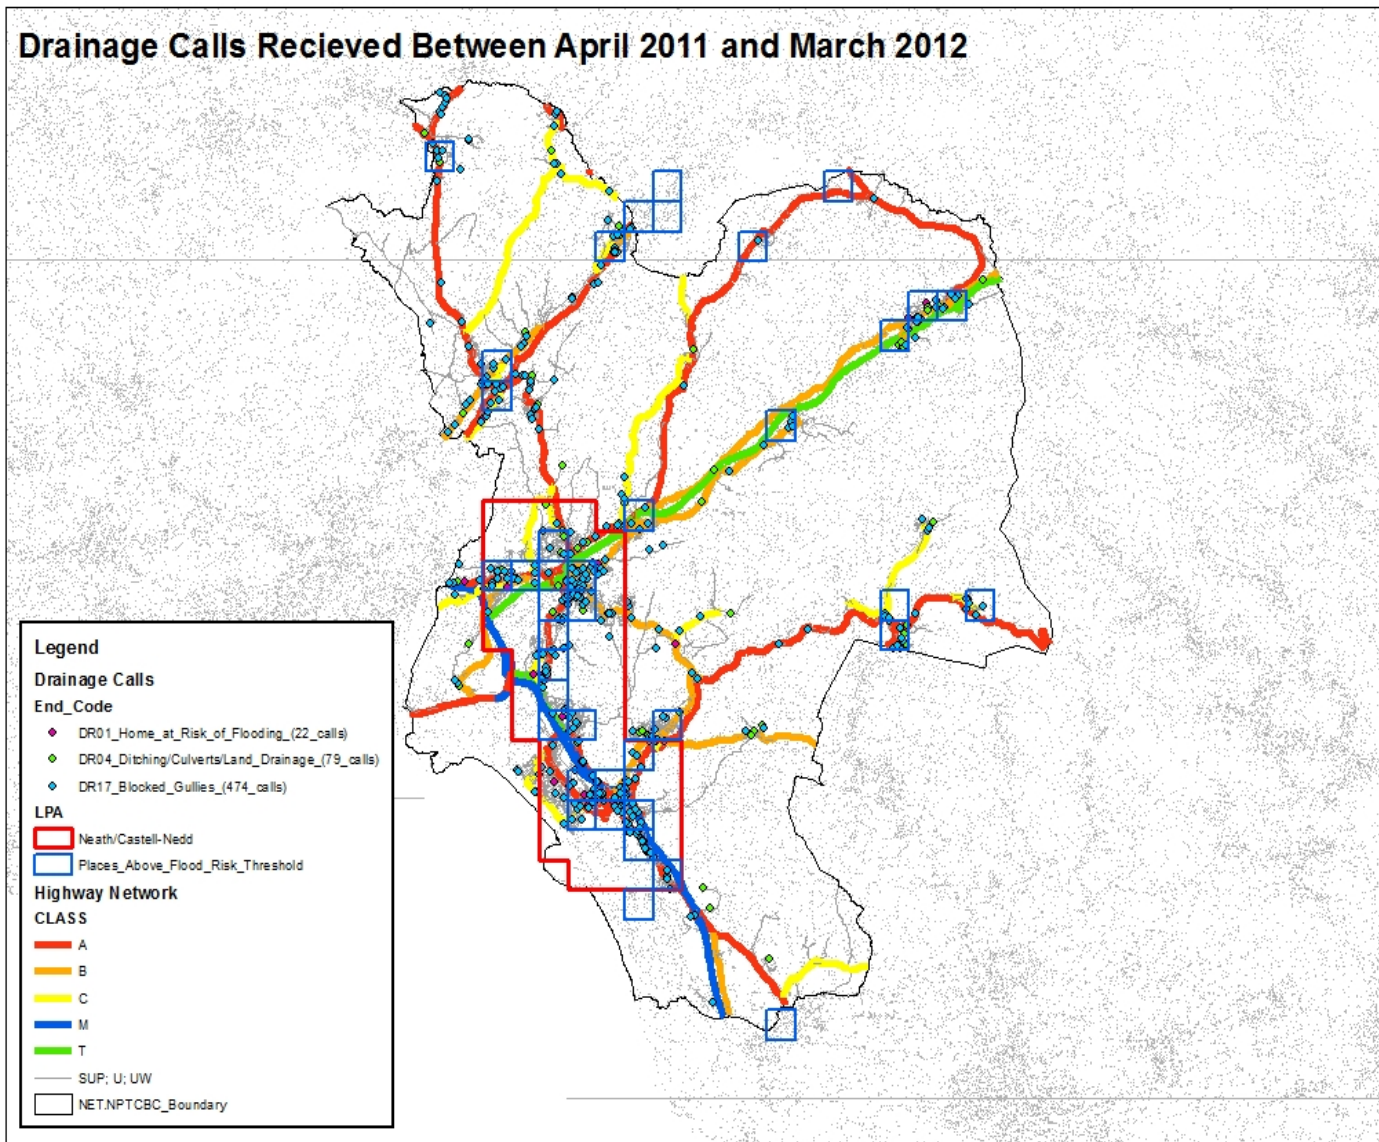 Drainage Calls Recieved Between April 2011 and March 2012
Legend
Drainage Calls
End_Code
DR01_Home_at_Risk_of_Flooding_(22_calls)
DR04_Ditching/Culverts/Land_Drainage_(79_calls)
DR17_Blocked_Gullies_(474_calls)
LPA
Neath/Castell-Nedd
Places_Above_Flood_Risk_Threshold
Highway Network
CLASS
A
B
C
M
T
SUP; U; UW
NET.NPTCBC_Boundary